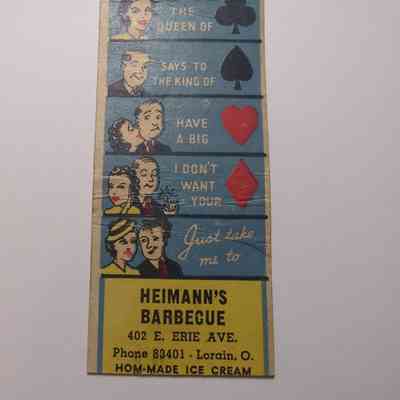 THE
QUEEN OF
SAYS TO
THE KING OF
HAVE
A BIG
I DON'T
WANT
YOUR
Just take
me to
HEIMANN'S
BARBECUE
402 E. ERIE AVE.
Phone 83401 - Lorain, O.
HOM-MADE ICE CREAM